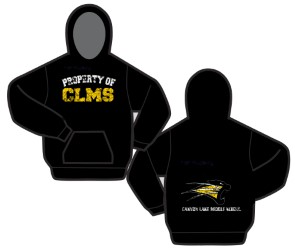 PROPERTY OF
CLMS
CANYON LAKE MIDDLE SCHOOL